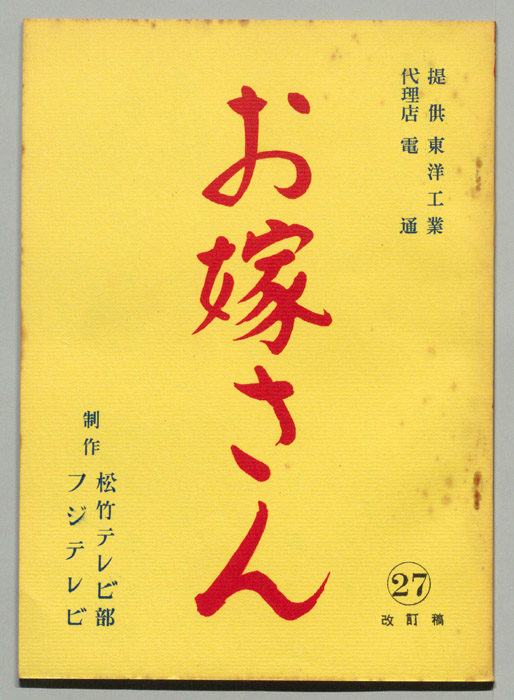 提供 東洋工業
代理店 電通
お嫁さん
制作
松竹テレビ部
フジテレビ
27
改訂稿